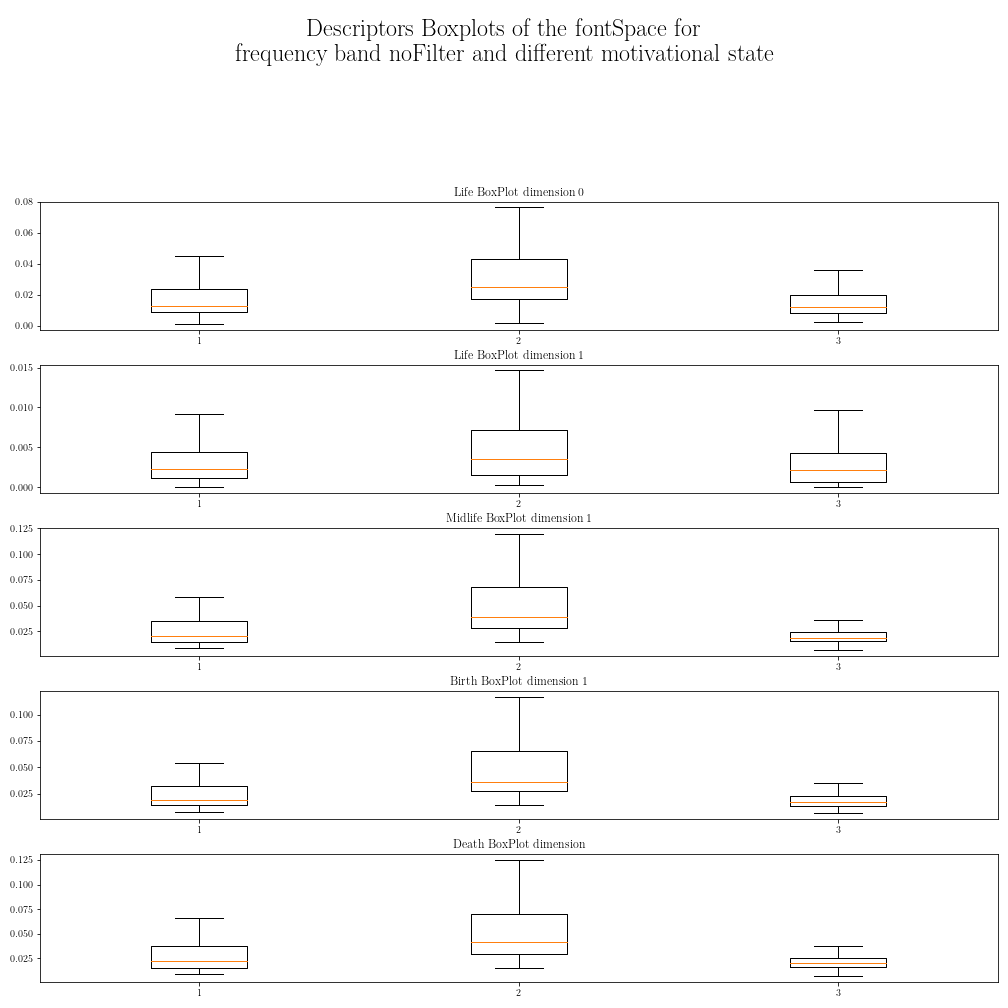 Descriptors Boxplots of the fontSpace for
frequency band noFilter and different motivational state
Life BoxPlot dimension 0
0.08
0.06
0.04
0.02
0.00
1 2 3
Life BoxPlot dimension 1
0.015
0.010
0.005
0.000
1 2 3
Midlife BoxPlot dimension 1
0.125
0.100
0.075
0.050
0.025
1 2 3
Birth BoxPlot dimension 1
0.100
0.075
0.050
0.025
1 2 3
Death BoxPlot dimension
0.125
0.100
0.075
0.050
0.025
1 2 3